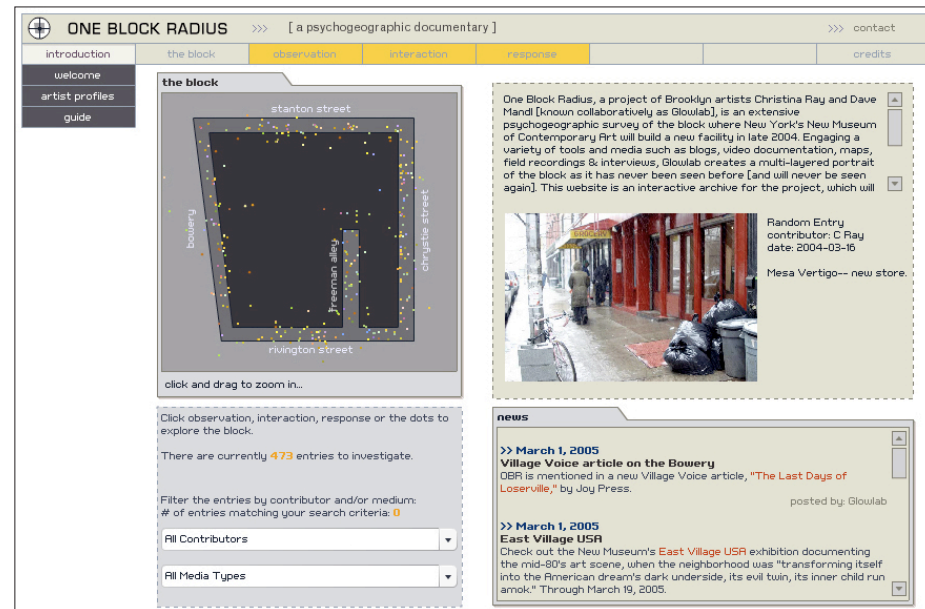 ONE BLOCK RADIUS >>> [ a psychogeographic documentary ] >>> contact
introduction the block observation interaction response credits
welcome
artist profiles
guide
the block
stanton street
bowery
freeman alley
chrystie street
rivington street
click and drag to zoom in...
One Block Radius, a project of Brooklyn artists Christina Ray and Dave
Mandl [known collaboratively as Glowlab], is an extensive
psychogeographic survey of the block where New York's New Museum
of Contemporary Art will build a new facility in late 2004. Engaging a
variety of tools and media such as blogs, video documentation, maps,
field recordings & interviews, Glowlab creates a multi-layered portrait
of the block as it has never been seen before [and will never be seen
again]. This website is an interactive archive for the project, which will
GROCERY
Random Entry
contributor: C Ray
date: 2004-03-16
Mesa Vertigo-- new store.
Click observation, interaction, response or the dots to
explore the block.
There are currently 473 entries to investigate.
Filter the entries by contributor and/or medium:
# of entries matching your search criteria: 0
All Contributors
All Media Types
news
>> March 1, 2005
Village Voice article on the Bowery
OBR is mentioned in a new Village Voice article, "The Last Days of
Loserville," by Joy Press.
posted by: Glowlab
>> March 1, 2005
East Village USA
Check out the New Museum's East Village USA exhibition documenting
the mid-80's art scene, when the neighborhood was "transforming itself
into the American dream's dark underside, its evil twin, its inner child run
amok." Through March 19, 2005.